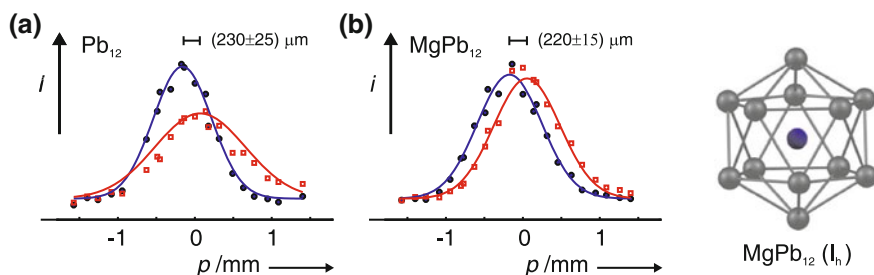 (a)
Pb₁₂
(230±25) μm
i
-1
0
1
p/mm
(b)
MgPb₁₂
(220±15) μm
i
-1
0
1
p/mm
MgPb₁₂ (Iₕ)